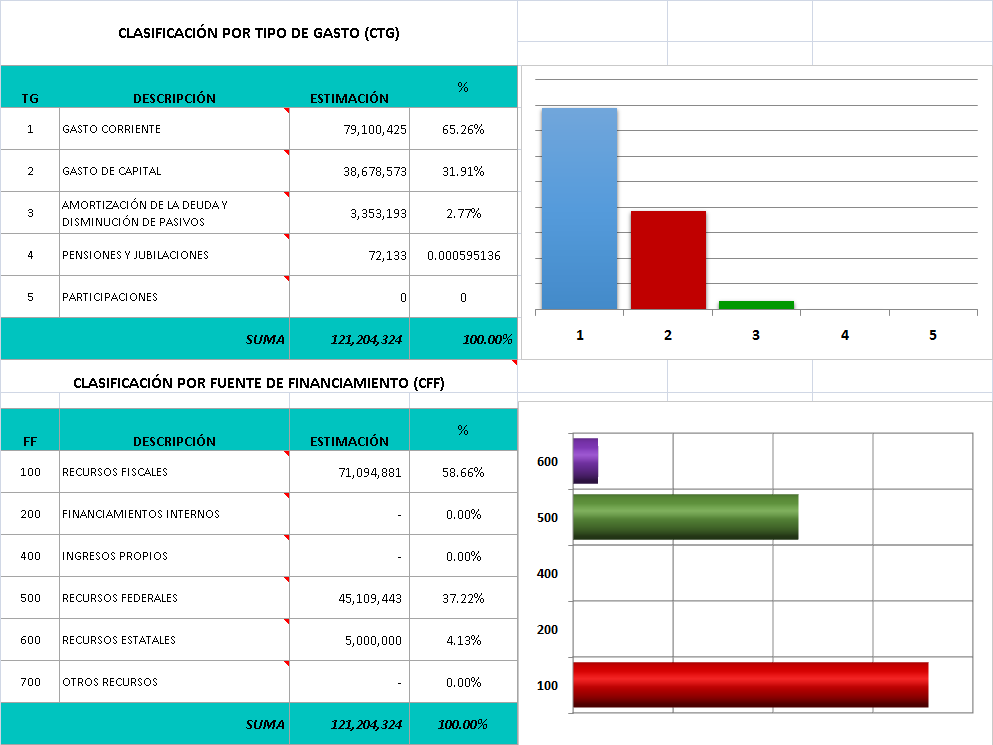 CLASIFICACIÓN POR TIPO DE GASTO (CTG)
TG DESCRIPCIÓN ESTIMACIÓN %
1 GASTO CORRIENTE 79,100,425 65.26%
2 GASTO DE CAPITAL 38,678,573 31.91%
3 AMORTIZACIÓN DE LA DEUDA Y
DISMINUCIÓN DE PASIVOS 3,353,193 2.77%
4 PENSIONES Y JUBILACIONES 72,133 0.000595136
5 PARTICIPACIONES 0 0
SUMA 121,204,324 100.00%
1 2 3 4 5
CLASIFICACIÓN POR FUENTE DE FINANCIAMIENTO (CFF)
FF DESCRIPCIÓN ESTIMACIÓN %
100 RECURSOS FISCALES 71,094,881 58.66%
200 FINANCIAMIENTOS INTERNOS - 0.00%
400 INGRESOS PROPIOS - 0.00%
500 RECURSOS FEDERALES 45,109,443 37.22%
600 RECURSOS ESTATALES 5,000,000 4.13%
700 OTROS RECURSOS - 0.00%
SUMA 121,204,324 100.00%
600
500
400
200
100